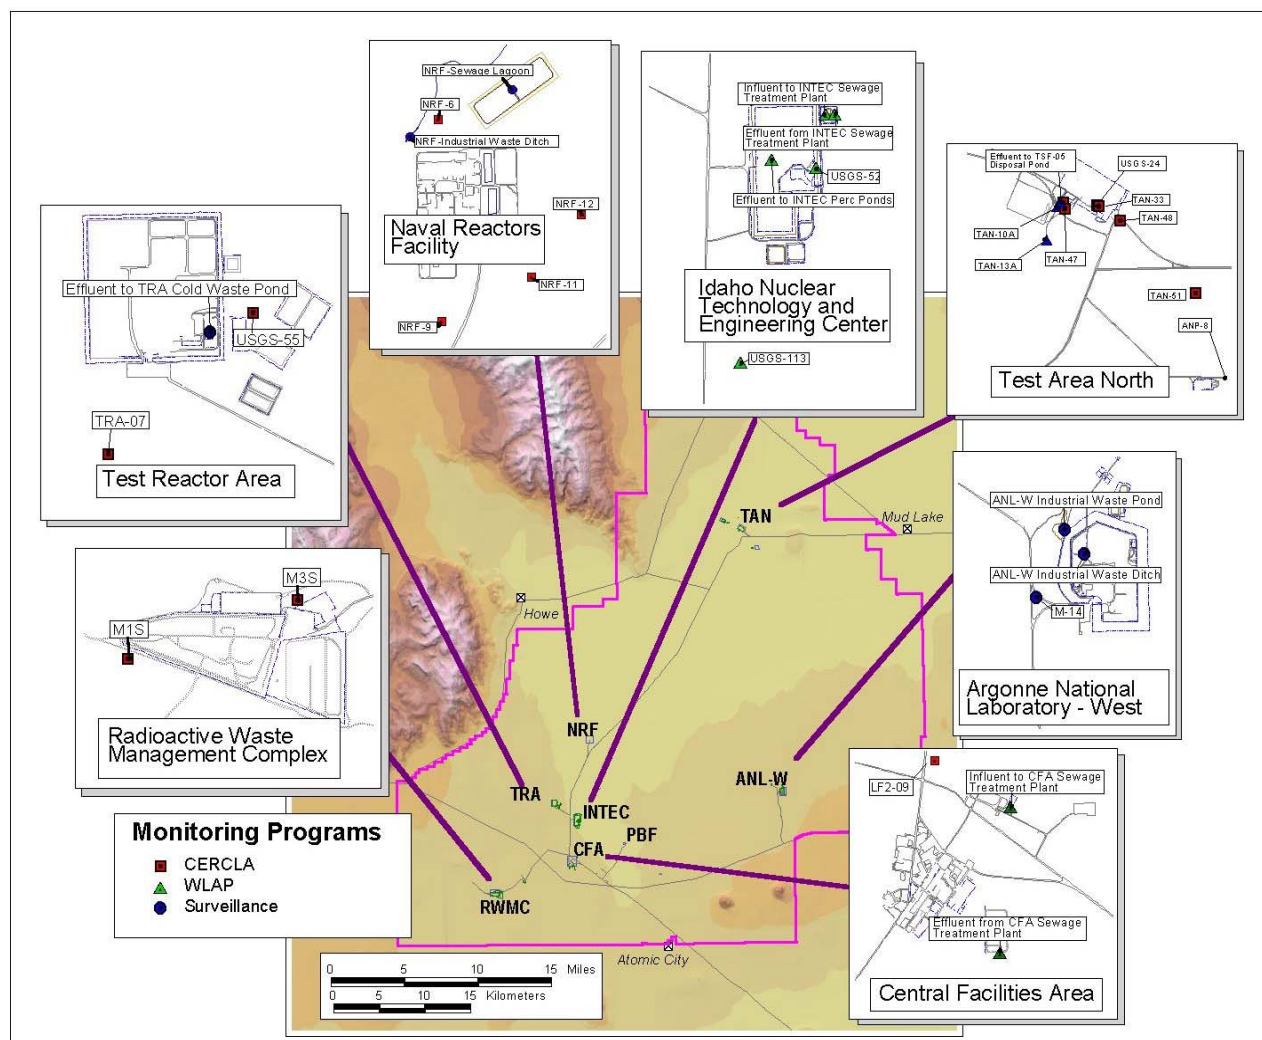 NRF-Sewage Lagoon
NRF-6
NRF-Industrial Waste Ditch
NRF-12
Naval Reactors
Facility
NRF-11
NRF-9
Influent to INTEC Sewage
Treatment Plant
Effluent fom INTEC Sewage
Treatment Plant
USGS-52
Effluent to INTEC Perc Ponds
Idaho Nuclear
Technology and
Engineering Center
USGS-113
Effluent to TSF-05
Disposal Pond
USGS-24
TAN-33
TAN-48
TAN-10A
TAN-13A
TAN-47
TAN-51
ANP-8
Test Area North
Effluent to TRA Cold Waste Pond
USGS-55
TRA-07
Test Reactor Area
M3S
M1S
Radioactive Waste
Management Complex
ANL-W Industrial Waste Pond
ANL-W Industrial Waste Ditch
M-14
Argonne National
Laboratory - West
LF2-09
Influent to CFA Sewage
Treatment Plant
Effluent from CFA Sewage
Treatment Plant
Central Facilities Area
TAN
Mud Lake
Howe
NRF
TRA
INTEC
ANL-W
PBF
CFA
RWMC
Atomic City
Monitoring Programs
CERCLA
WLAP
Surveillance
0 5 10 15 Miles
0 5 10 15 Kilometers